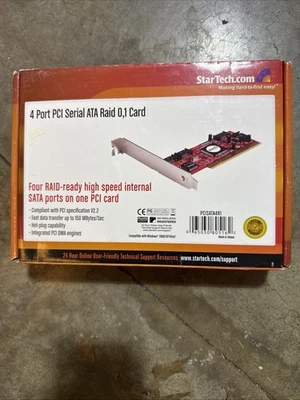 StarTech.com
Making hard-to-find easy!
4 Port PCI Serial ATA Raid 0,1 Card
Four RAID-ready high speed internal
SATA ports on one PCI card
- Compliant with PCI specification V2.2
- Fast data transfer up to 150 MBytes/Sec
- Hot plug capability
- Integrated PCI DMA engines
PCISATA4R1
Made in Taiwan
24 Hour Online User-Friendly Technical Support Resources www.startech.com/support